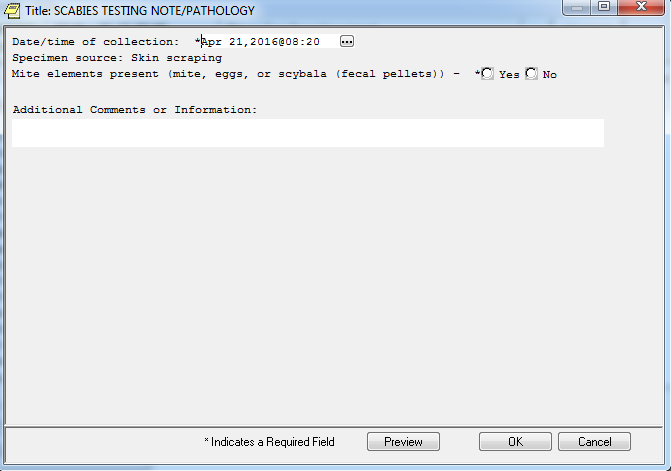 Title: SCABIES TESTING NOTE/PATHOLOGY
Date/time of collection: *Apr 21,2016@08:20 ...
Specimen source: Skin scraping
Mite elements present (mite, eggs, or scybala (fecal pellets)) - * Yes No
Additional Comments or Information:
* Indicates a Required Field Preview OK Cancel